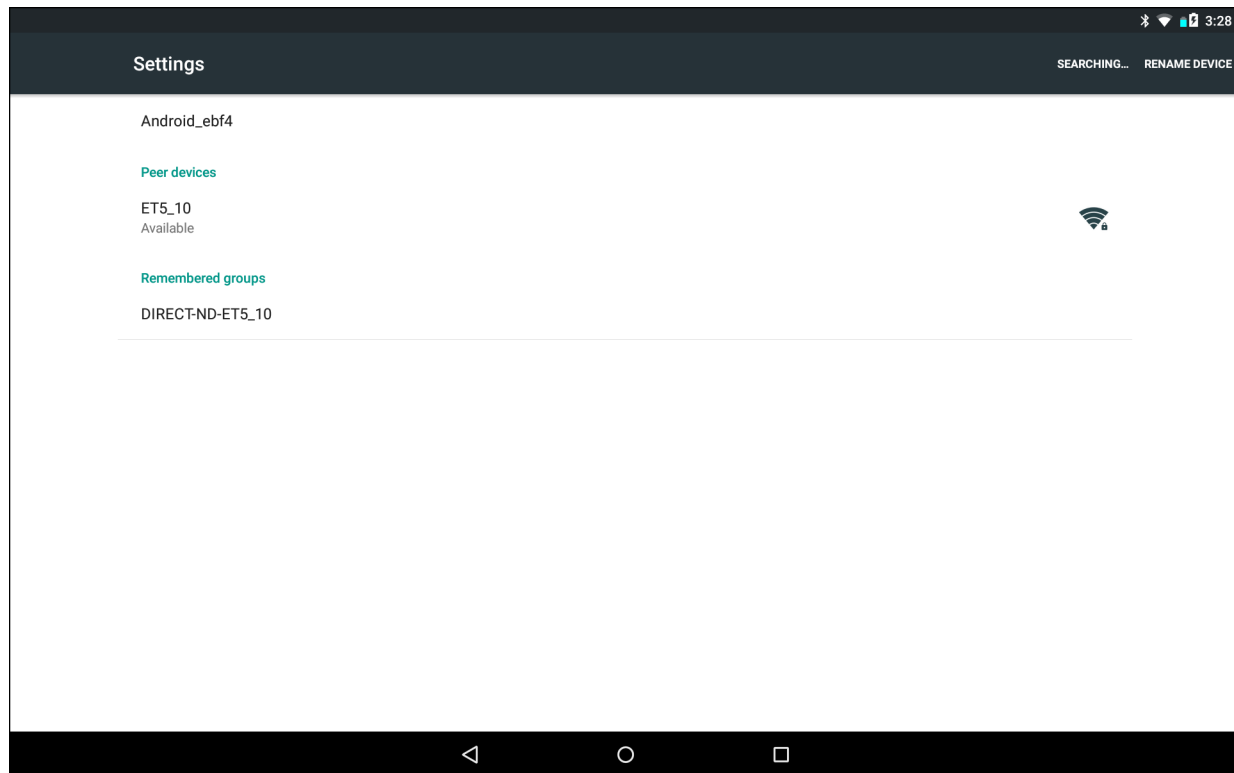 3:28
Settings
SEARCHING... RENAME DEVICE
Android_ebf4
Peer devices
ET5_10
Available
Remembered groups
DIRECT-ND-ET5_10